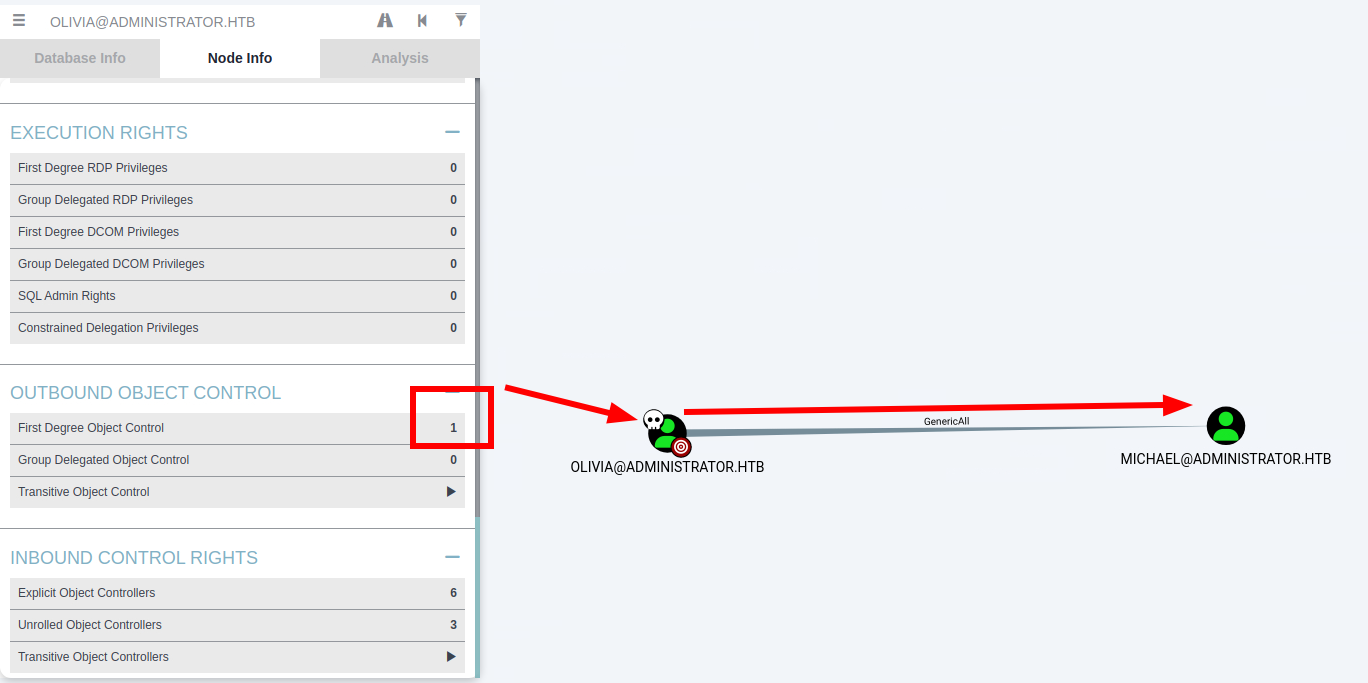 OLIVIA@ADMINISTRATOR.HTB
Database Info Node Info Analysis
EXECUTION RIGHTS
First Degree RDP Privileges 0
Group Delegated RDP Privileges 0
First Degree DCOM Privileges 0
Group Delegated DCOM Privileges 0
SQL Admin Rights 0
Constrained Delegation Privileges 0
OUTBOUND OBJECT CONTROL
First Degree Object Control 1
Group Delegated Object Control 0
Transitive Object Control
INBOUND CONTROL RIGHTS
Explicit Object Controllers 6
Unrolled Object Controllers 3
Transitive Object Controllers
GenericAll
OLIVIA@ADMINISTRATOR.HTB
MICHAEL@ADMINISTRATOR.HTB